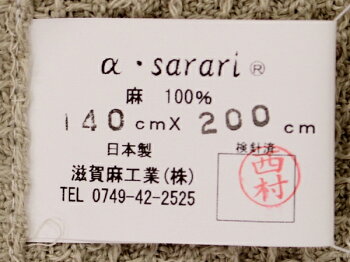 α・sarari®
麻 100%
140cmX 200cm
日本製 検針済
滋賀麻工業(株) 西村
TEL 0749-42-2525